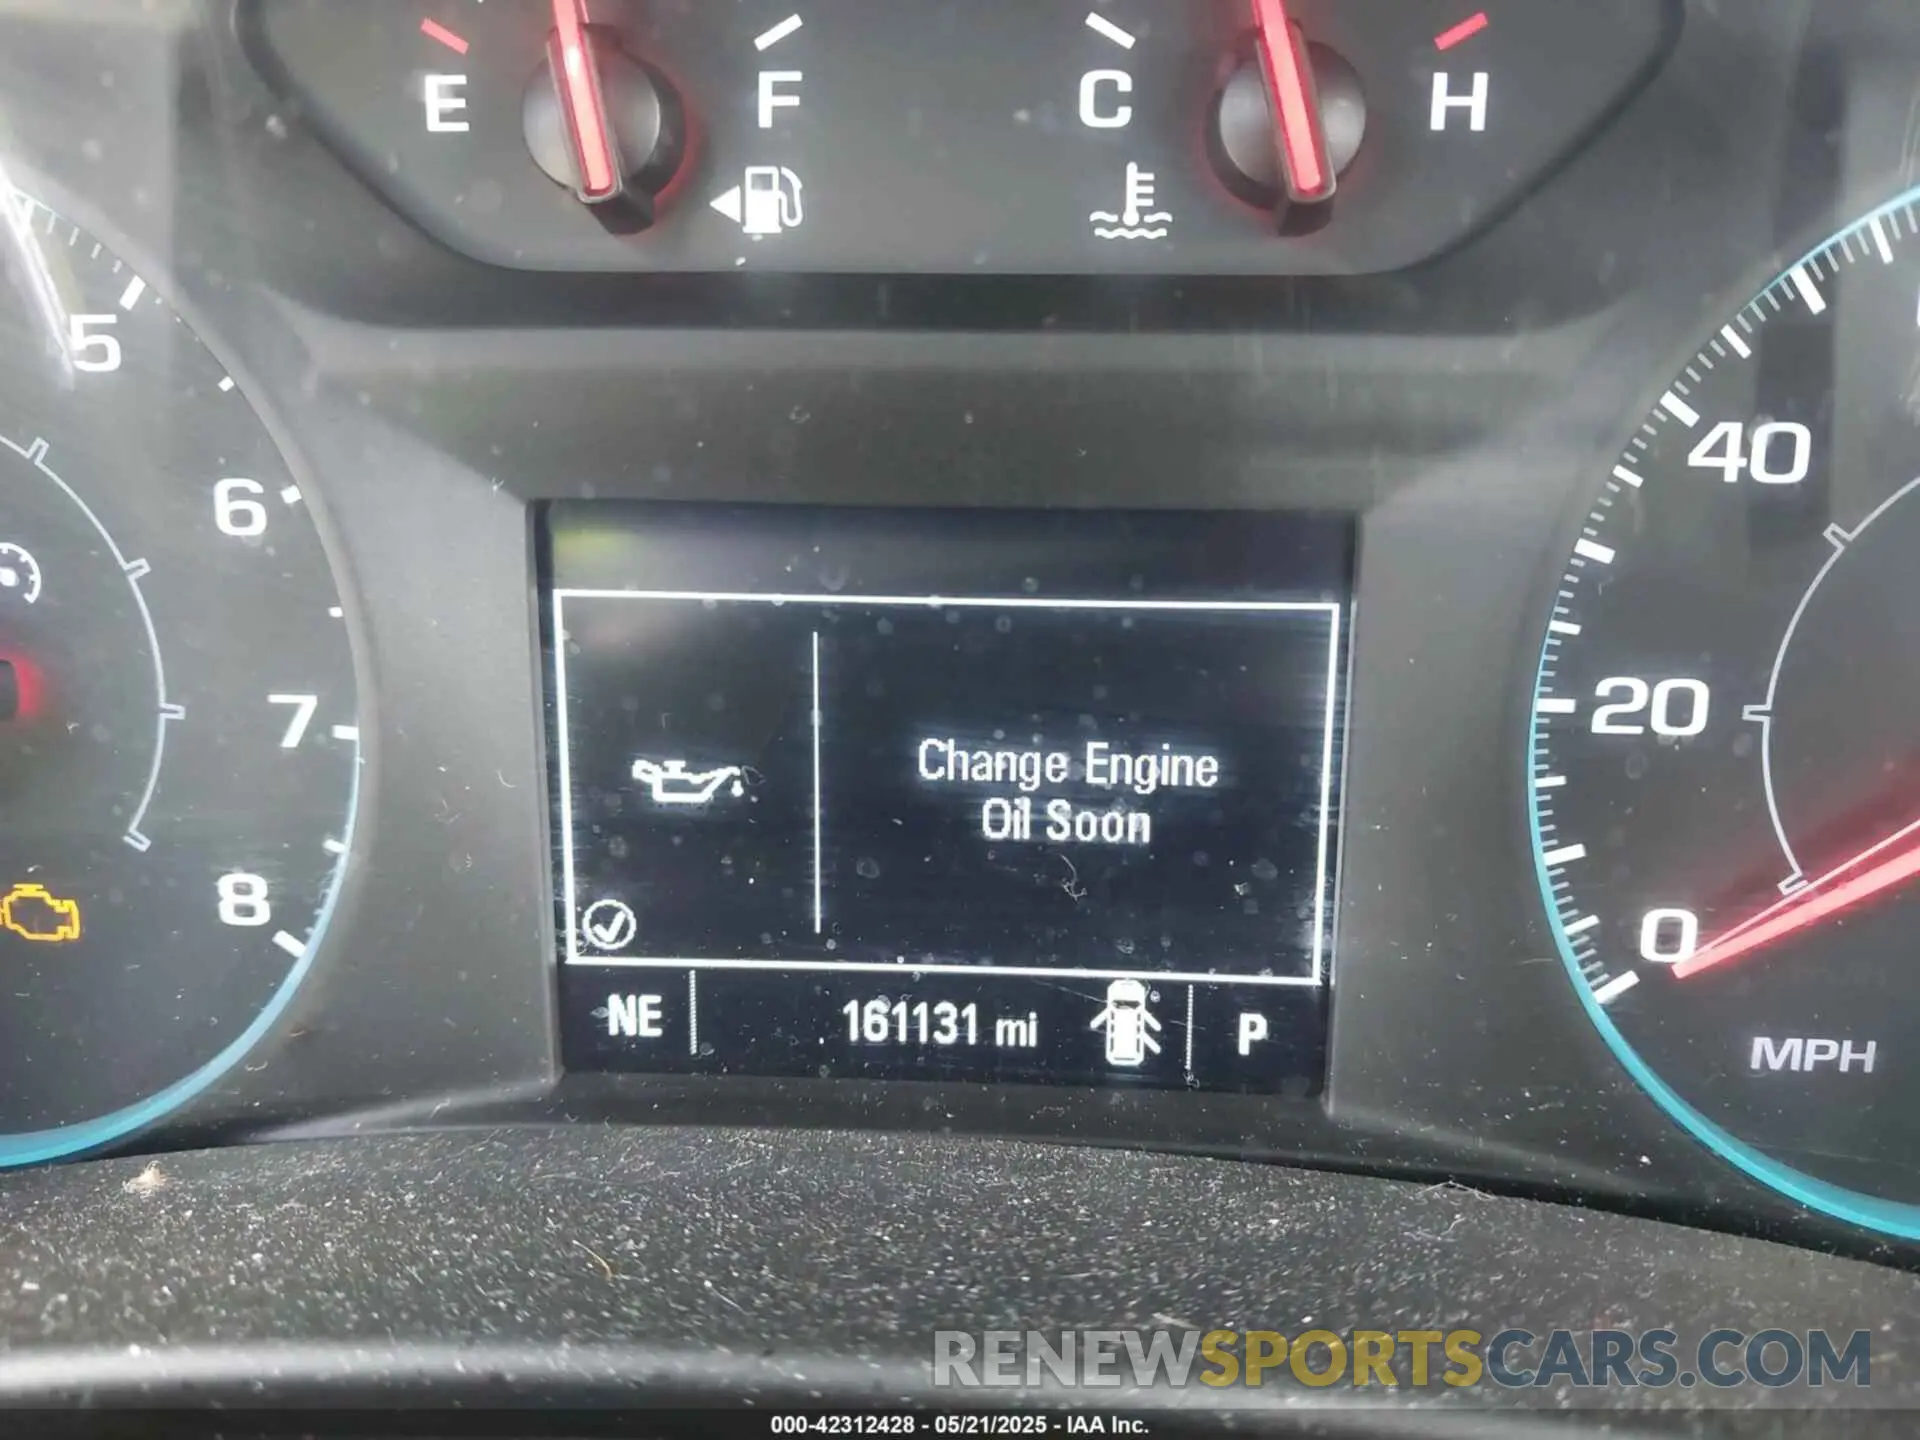 E F C H
5
6
7
8
40
20
0
MPH
Change Engine
Oil Soon
NE 161131 mi P
RENEWSPORTSCARS.COM
000-42312428 - 05/21/2025 - IAA Inc.